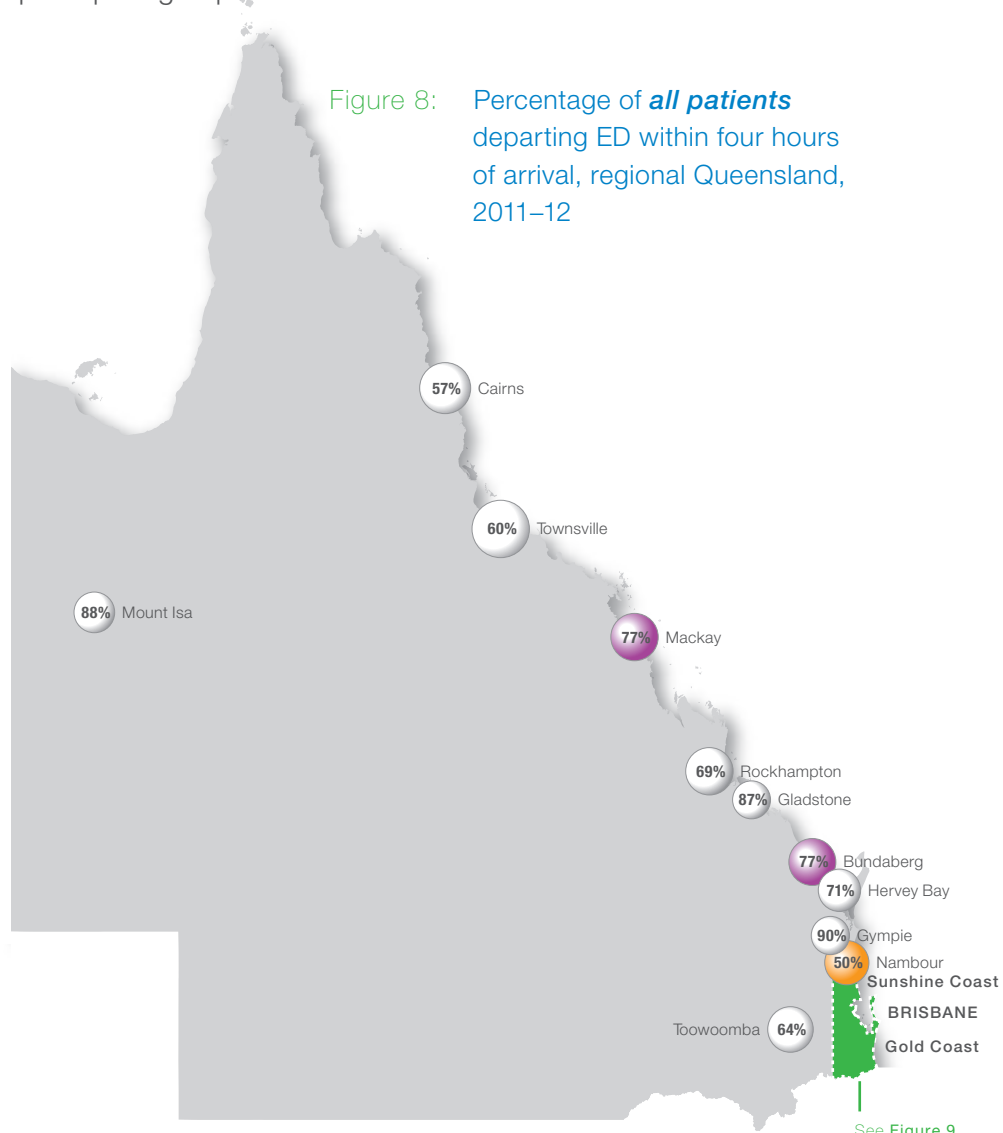 Figure 8: Percentage of all patients
departing ED within four hours
of arrival, regional Queensland,
2011–12
57% Cairns
60% Townsville
88% Mount Isa
77% Mackay
69% Rockhampton
87% Gladstone
77% Bundaberg
71% Hervey Bay
90% Gympie
50% Nambour
Sunshine Coast
BRISBANE
Toowoomba 64%
Gold Coast
See Figure 9